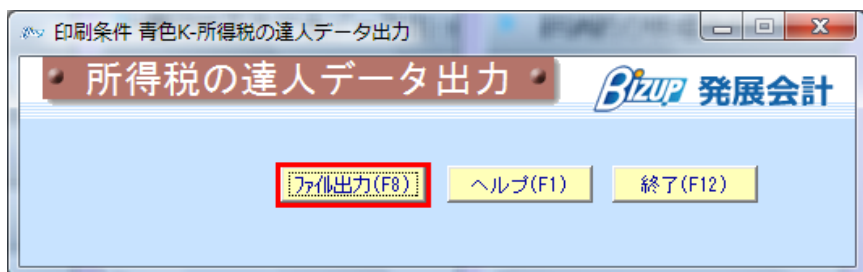 印刷条件 青色K-所得税の達人データ出力
• 所得税の達人データ出力 •
Bizup 発展会計
ファイル出力(F8)
ヘルプ(F1)
終了(F12)